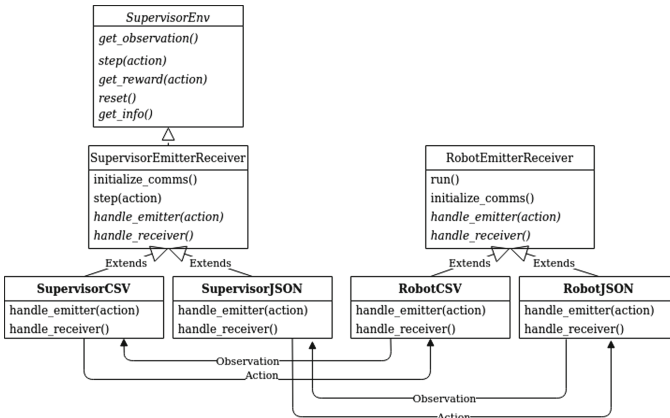 SupervisorEnv
get_observation()
step(action)
get_reward(action)
reset()
get_info()
SupervisorEmitterReceiver
initialize_comms()
step(action)
handle_emitter(action)
handle_receiver()
RobotEmitterReceiver
run()
initialize_comms()
handle_emitter(action)
handle_receiver()
Extends
Extends
Extends
Extends
SupervisorCSV
handle_emitter(action)
handle_receiver()
SupervisorJSON
handle_emitter(action)
handle_receiver()
RobotCSV
handle_emitter(action)
handle_receiver()
RobotJSON
handle_emitter(action)
handle_receiver()
Observation
Action
Observation
Action